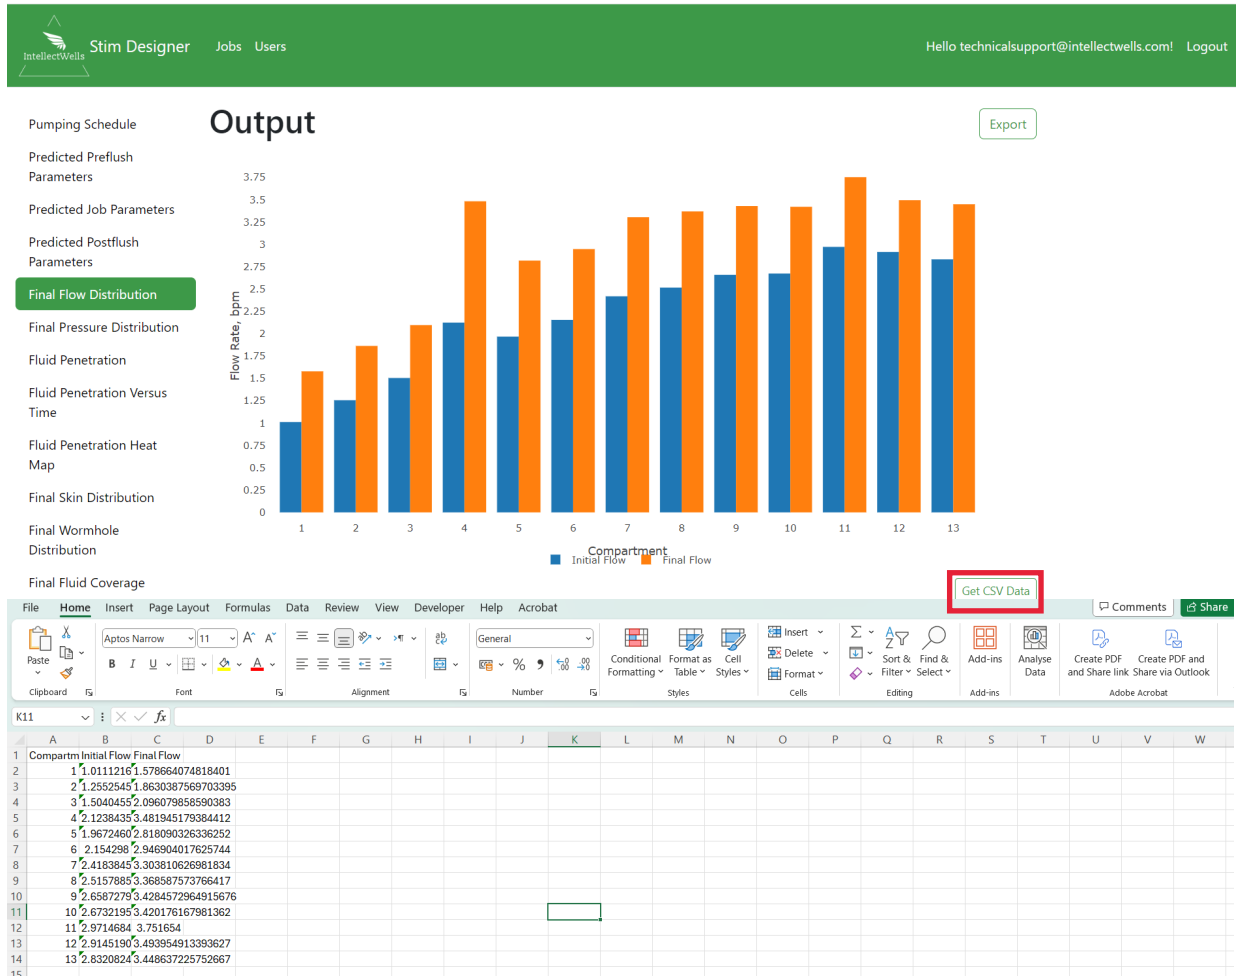 IntellectWells
Stim Designer
Jobs
Users
Hello technicalsupport@intellectwells.com!
Logout
Pumping Schedule
Predicted Preflush
Parameters
Predicted Job Parameters
Predicted Postflush
Parameters
Final Flow Distribution
Final Pressure Distribution
Fluid Penetration
Fluid Penetration Versus
Time
Fluid Penetration Heat
Map
Final Skin Distribution
Final Wormhole
Distribution
Final Fluid Coverage
Output
Export
3.75
3.5
3.25
3
2.75
2.5
2.25
2
1.75
1.5
1.25
1
0.75
0.5
0.25
0
Flow Rate, bpm
1 2 3 4 5 6 7 8 9 10 11 12 13
Compartment
Initial Flow Final Flow
Get CSV Data
File Home Insert Page Layout Formulas Data Review View Developer Help Acrobat
Comments Share
Paste
Clipboard
Aptos Narrow 11 A A
B I U A
Font
ab
Alignment
General
% 9
Number
Conditional
Formatting
Format as
Table
Cell
Styles
Styles
Insert
Delete
Format
Cells
Sort &
Filter
Find &
Select
Editing
Add-ins
Add-ins
Analyse
Data
Create PDF
and Share link
Create PDF and
Share via Outlook
Adobe Acrobat
K11 fx
A B C D E F G H I J K L M N O P Q R S T U V W
1 Compartm Initial Flow Final Flow
2 1 1.0111216 1.578664074818401
3 2 1.2552545 1.8630387569703395
4 3 1.5040455 2.096079858590383
5 4 2.1238435 3.481945179384412
6 5 1.9672460 2.818090326336252
7 6 2.154298 2.946904017625744
8 7 2.4183845 3.303810626981834
9 8 2.5157885 3.368587573766417
10 9 2.6587279 3.4284572964915676
11 10 2.6732195 3.420176167981362
12 11 2.9714684 3.751654
13 12 2.9145190 3.493954913393627
14 13 2.8320824 3.448637225752667
15